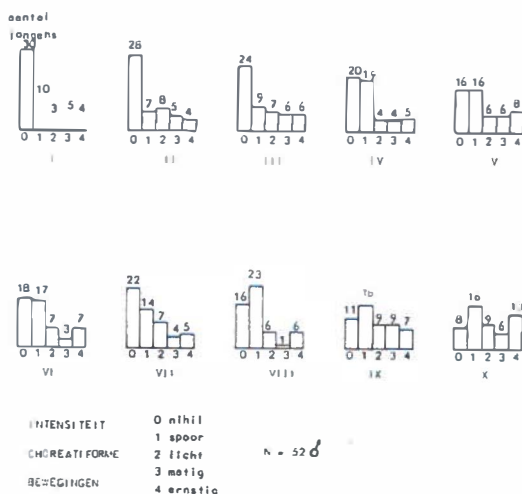 aantal
jongens
30
10
3
5 4
0 1 2 3 4
I
28
7 8 5 4
0 1 2 3 4
II
24
9 7 6 6
0 1 2 3 4
III
20
4 4 5
0 1 2 3 4
IV
16 16
6 6 8
0 1 2 3 4
V
18 17
7 3 7
0 1 2 3 4
VI
22
14
7 4 5
0 1 2 3 4
VII
23
16
6 1 6
0 1 2 3 4
VIII
11
9 9 7
0 1 2 3 4
IX
8
9 6
0 1 2 3 4
X
INTENSITEIT
CHOREATIFORME
BEWEGINGEN
0 nihil
1 spoor
2 licht
3 matig
4 ernstig
N = 52 ♂